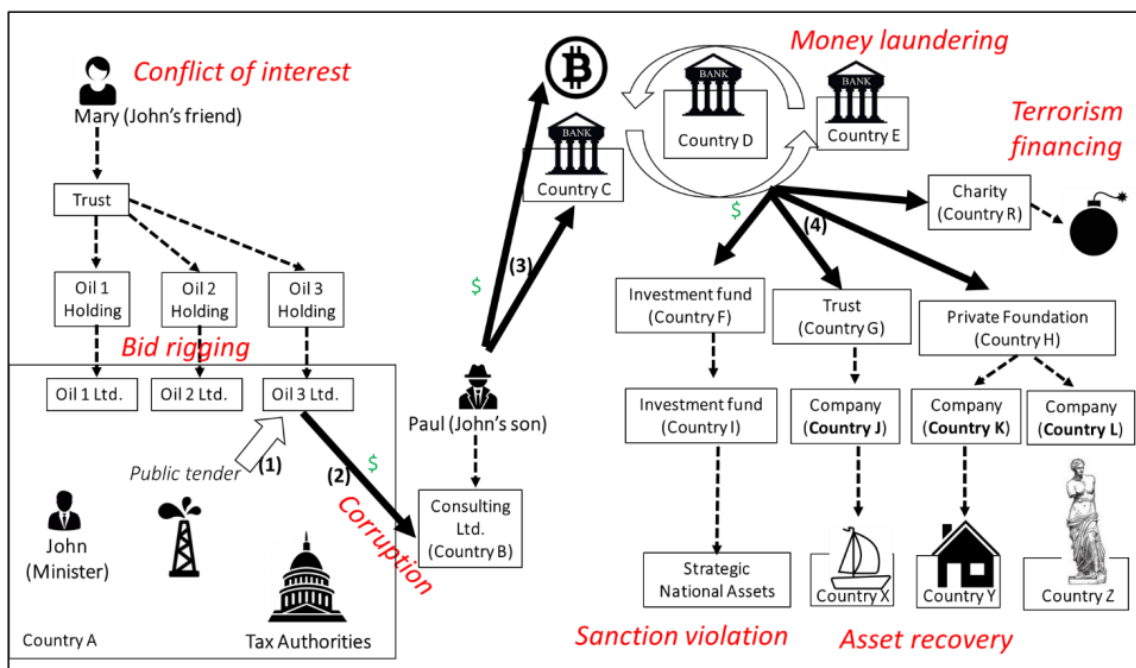 Conflict of interest
Mary (John's friend)
Trust
Oil 1
Holding
Oil 2
Holding
Oil 3
Holding
Bid rigging
Oil 1 Ltd.
Oil 2 Ltd.
Oil 3 Ltd.
(1)
Public tender
(2)
$
Corruption
John
(Minister)
Tax Authorities
Country A
Paul (John's son)
Consulting
Ltd.
(Country B)
$
(3)
BANK
Country C
BANK
Country D
BANK
Country E
Money laundering
Terrorism
financing
$
(4)
Charity
(Country R)
Investment fund
(Country F)
Trust
(Country G)
Private Foundation
(Country H)
Investment fund
(Country I)
Company
(Country J)
Company
(Country K)
Company
(Country L)
Strategic
National Assets
Country X
Country Y
Country Z
Sanction violation
Asset recovery